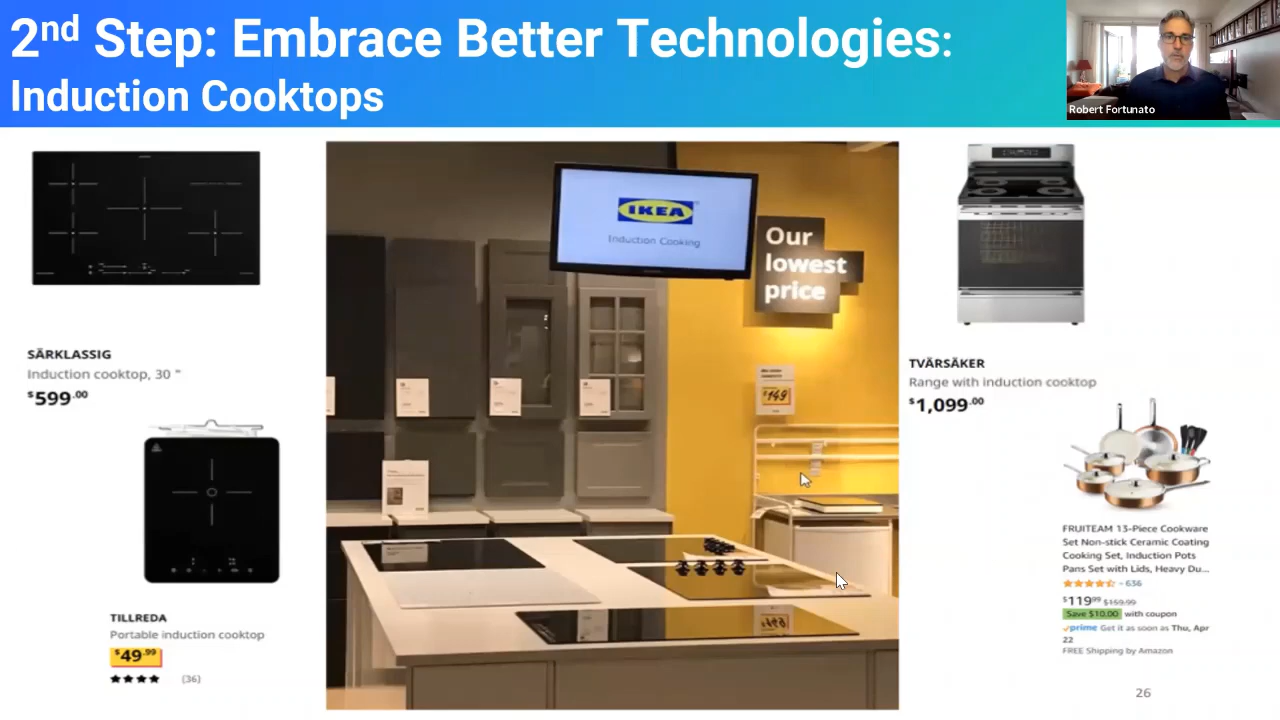 2nd Step: Embrace Better Technologies:
Induction Cooktops
Robert Fortunato
SÄRKLASSIG
Induction cooktop, 30 "
$599.00
TILLREDA
Portable induction cooktop
$49.99
(36)
IKEA
Induction Cooking
Our
lowest
price
$149
TVÄRSÄKER
Range with induction cooktop
$1,099.00
FRUITEAM 13-Piece Cookware
Set Non-stick Ceramic Coating
Cooking Set, Induction Pots
Pans Set with Lids, Heavy Du...
~ 636
$119.99 $159.99
Save $10.00 with coupon
prime Get it as soon as Thu, Apr
22
FREE Shipping by Amazon
26